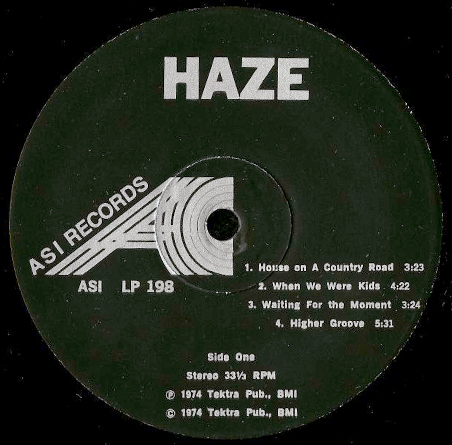 HAZE
ASI RECORDS
ASI LP 198
1. House on A Country Road 3:23
2. When We Were Kids 4:22
3. Waiting For the Moment 3:24
4. Higher Groove 5:31
Side One
Stereo 33⅓ RPM
℗ 1974 Tektra Pub., BMI
© 1974 Tektra Pub., BMI